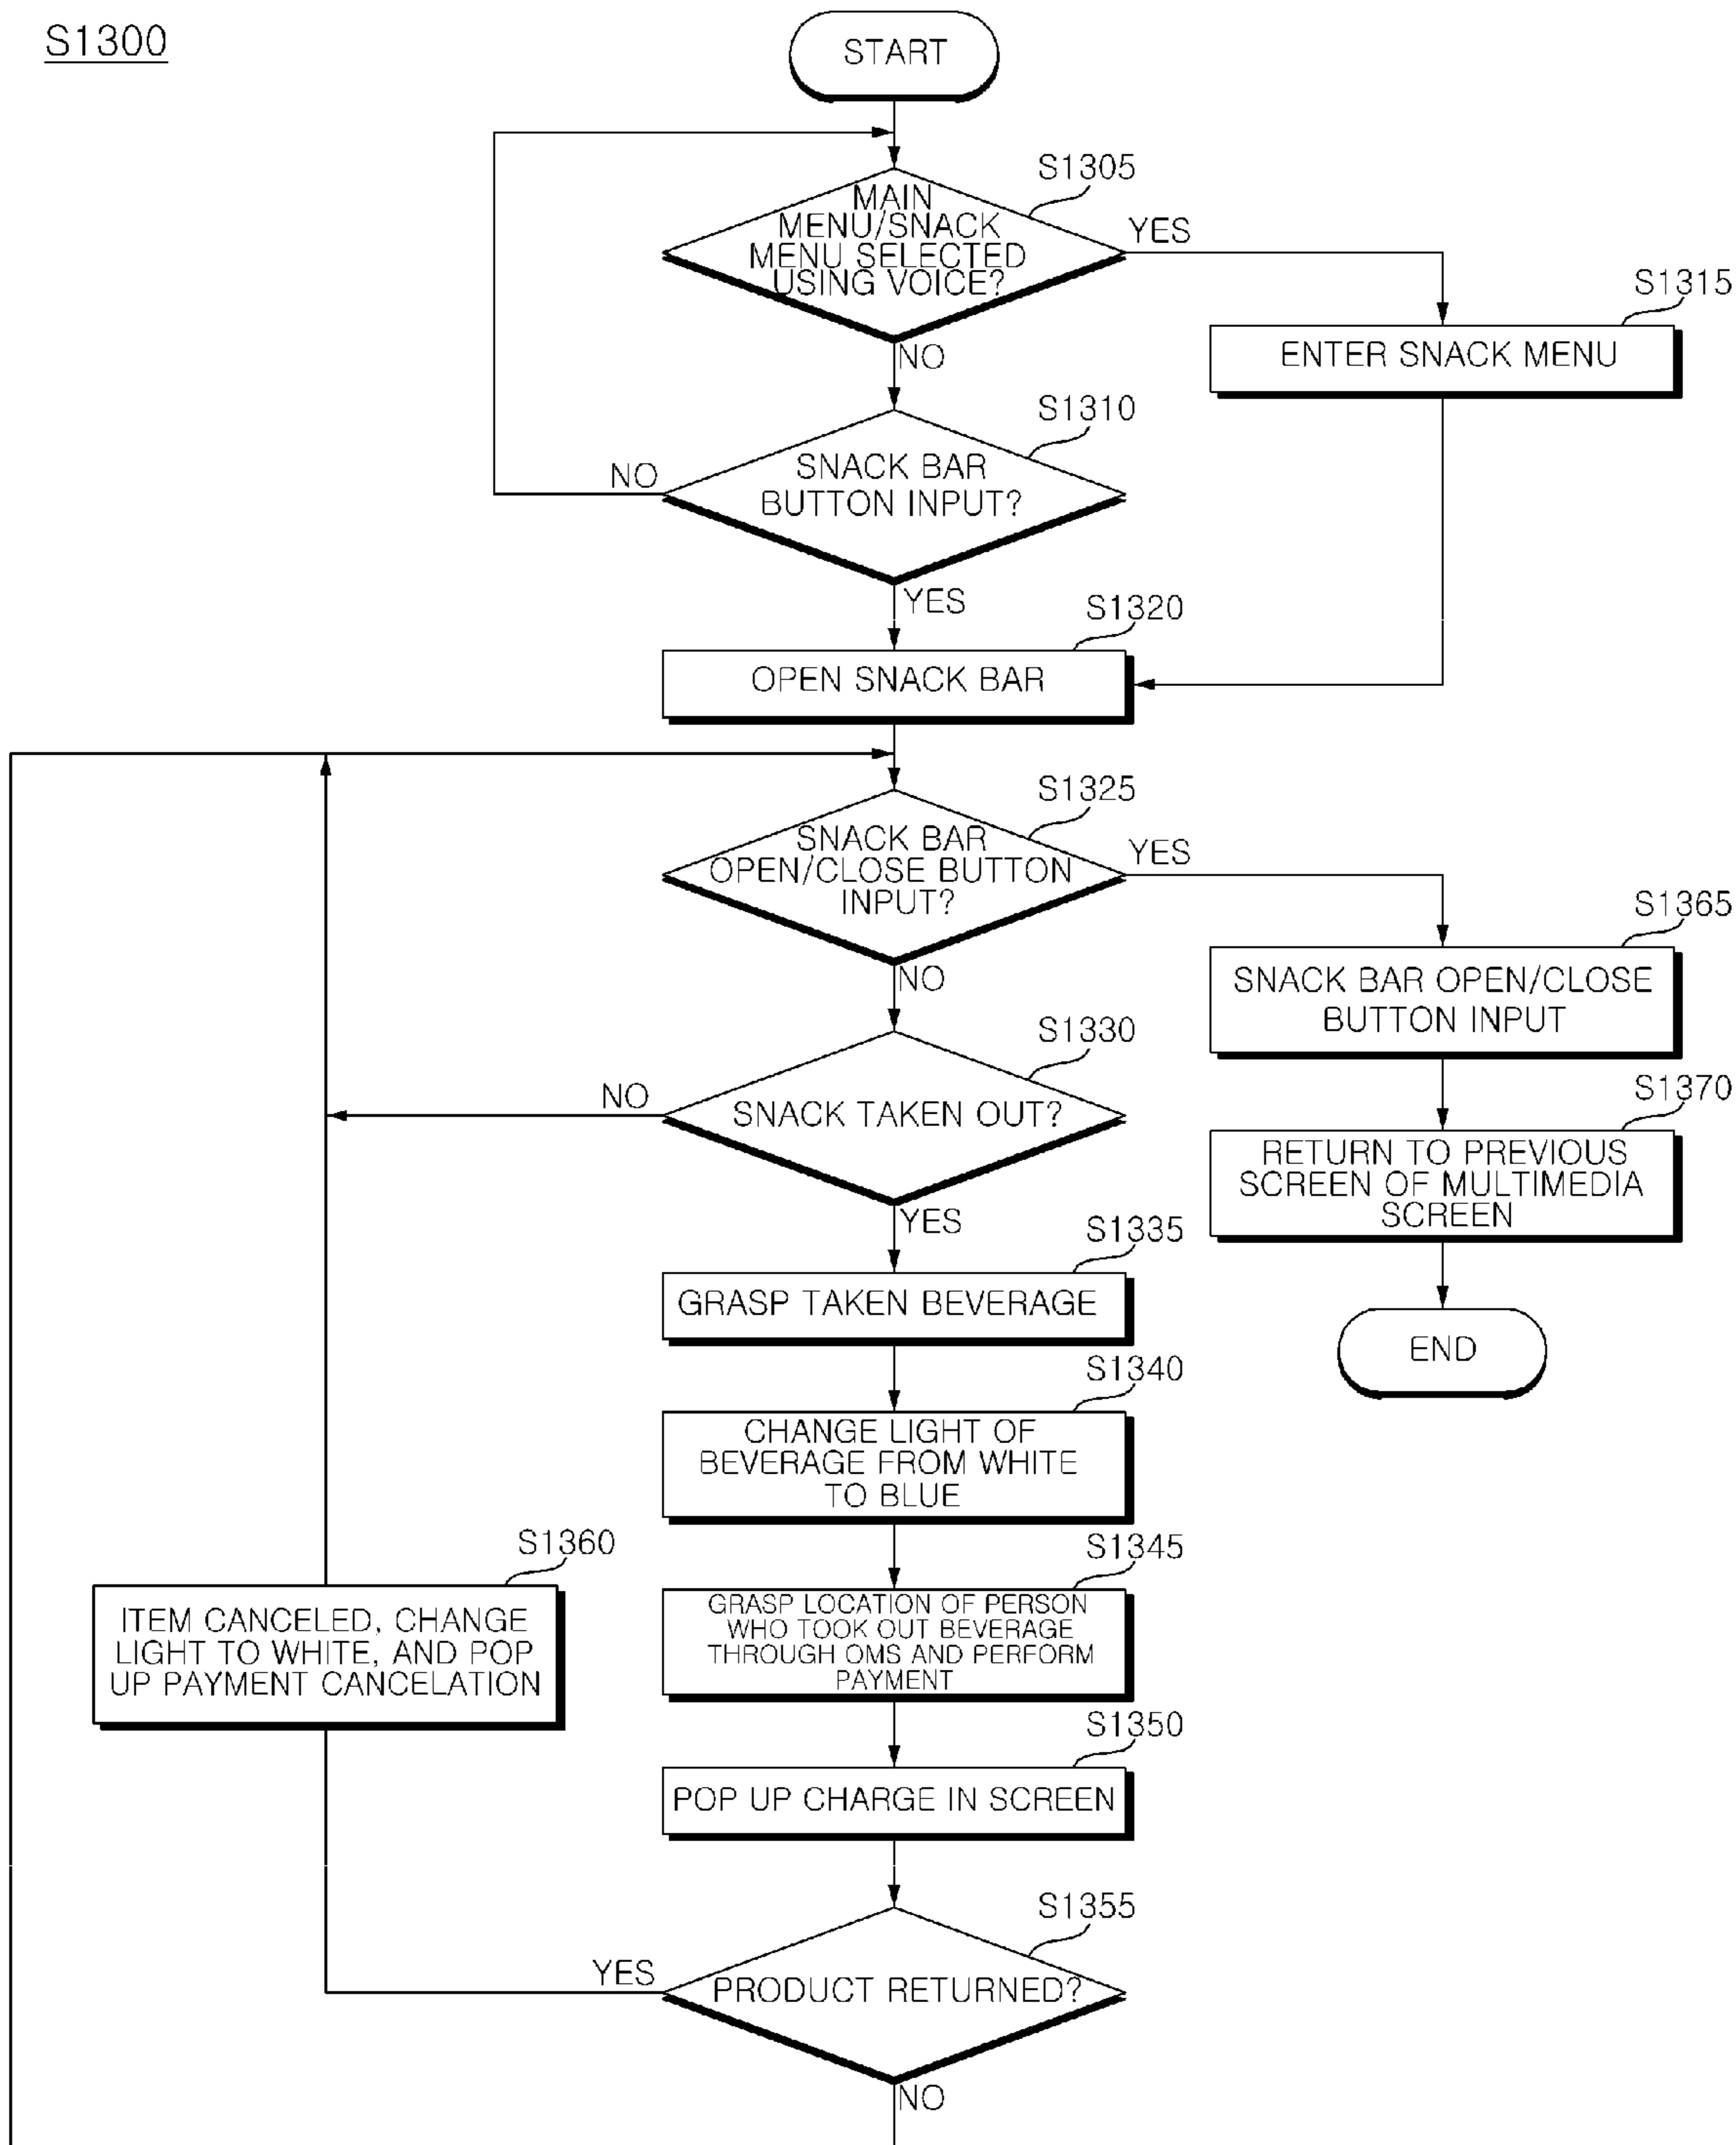 S1300
START
S1305
MAIN
MENU/SNACK
MENU SELECTED
USING VOICE?
YES
NO
S1315
ENTER SNACK MENU
S1310
SNACK BAR
BUTTON INPUT?
NO
YES
S1320
OPEN SNACK BAR
S1325
SNACK BAR
OPEN/CLOSE BUTTON
INPUT?
YES
NO
S1365
SNACK BAR OPEN/CLOSE
BUTTON INPUT
S1330
SNACK TAKEN OUT?
NO
YES
S1370
RETURN TO PREVIOUS
SCREEN OF MULTIMEDIA
SCREEN
END
S1335
GRASP TAKEN BEVERAGE
S1340
CHANGE LIGHT OF
BEVERAGE FROM WHITE
TO BLUE
S1345
GRASP LOCATION OF PERSON
WHO TOOK OUT BEVERAGE
THROUGH OMS AND PERFORM
PAYMENT
S1360
ITEM CANCELED, CHANGE
LIGHT TO WHITE, AND POP
UP PAYMENT CANCELATION
S1350
POP UP CHARGE IN SCREEN
S1355
PRODUCT RETURNED?
YES
NO